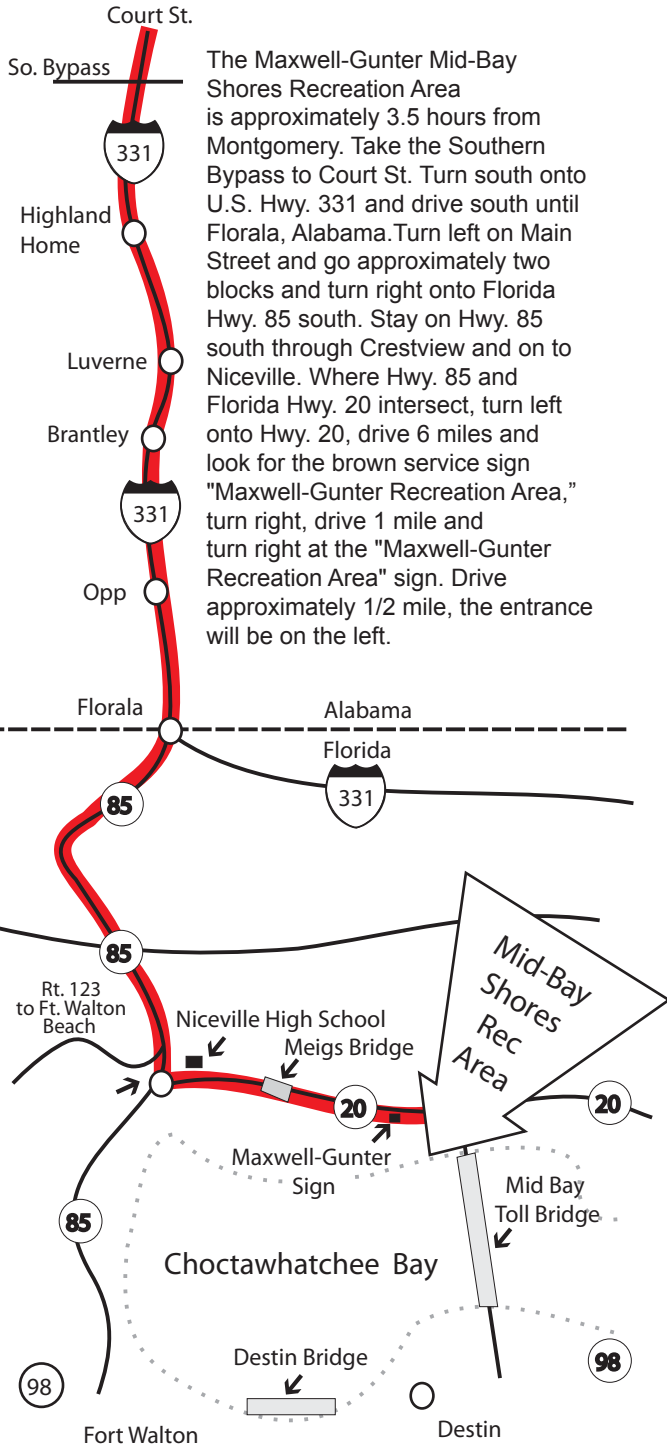 Court St.
So. Bypass
The Maxwell-Gunter Mid-Bay
Shores Recreation Area
is approximately 3.5 hours from
Montgomery. Take the Southern
Bypass to Court St. Turn south onto
U.S. Hwy. 331 and drive south until
Florala, Alabama.Turn left on Main
Street and go approximately two
blocks and turn right onto Florida
Hwy. 85 south. Stay on Hwy. 85
south through Crestview and on to
Niceville. Where Hwy. 85 and
Florida Hwy. 20 intersect, turn left
onto Hwy. 20, drive 6 miles and
look for the brown service sign
"Maxwell-Gunter Recreation Area,”
turn right, drive 1 mile and
turn right at the "Maxwell-Gunter
Recreation Area" sign. Drive
approximately 1/2 mile, the entrance
will be on the left.
331
Highland
Home
Luverne
Brantley
331
Opp
Florala
Alabama
Florida
331
85
85
Mid-Bay
Shores
Rec
Area
Rt. 123
to Ft. Walton
Beach
Niceville High School
Meigs Bridge
20
20
Maxwell-Gunter
Sign
Mid Bay
Toll Bridge
85
Choctawhatchee Bay
Destin Bridge
98
98
Destin
Fort Walton